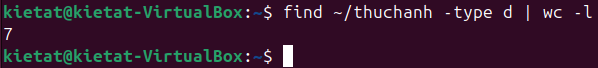 kietat@kietat-VirtualBox:~$ find ~/thuchanh -type d | wc -l
7
kietat@kietat-VirtualBox:~$